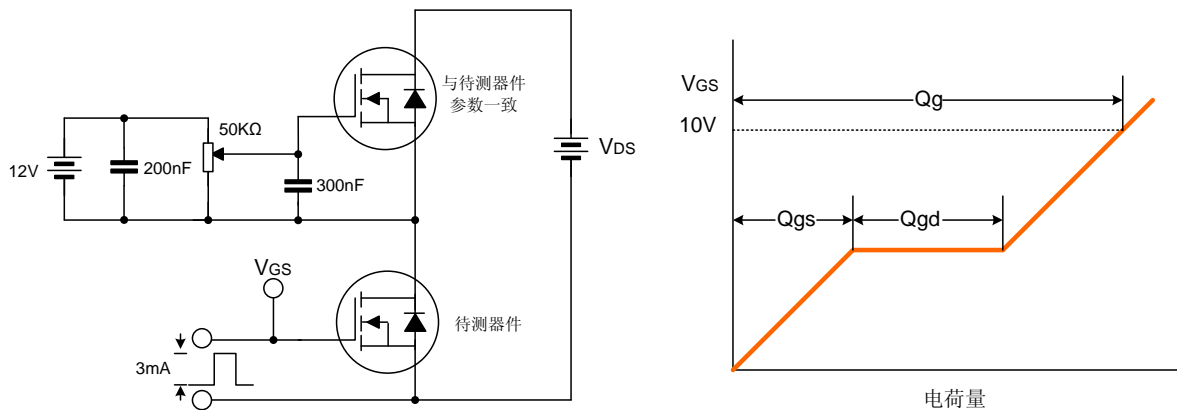 与待测器件
参数一致
50KΩ
12V
200nF
300nF
VDS
VGS
待测器件
3mA
VGS
10V
Qg
Qgs
Qgd
电荷量